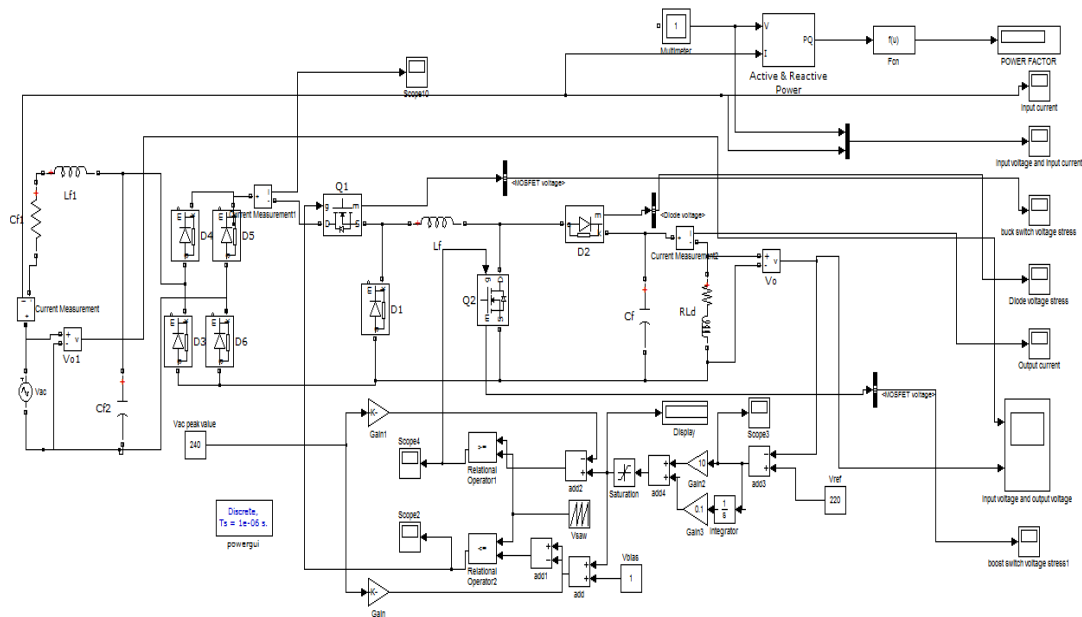 1
Multimeter
V
I
PQ
Active & Reactive
Power
f(u)
Fcn
POWER FACTOR
Scope10
Input current
Input voltage and Input current
Lf1
Cf1
D4
D5
Current Measurement1
Q1
<MOSFET voltage>
buck switch voltage stress
<Diode voltage>
D2
Lf
Current Measurement2
Vo
Current Measurement
Vo1
D3
D6
D1
Q2
Cf
RLd
Diode voltage stress
Output current
Vac
Cf2
Vac peak value
240
K-
Gain1
Scope4
>=
Relational
Operator1
add2
Display
Saturation
add4
10
Gain2
0.1
Gain3
1
s
Integrator
Scope3
add3
Vref
220
<MOSFET voltage>
Input voltage and output voltage
Discrete,
Ts = 1e-06 s.
powergui
Scope2
<=
Relational
Operator2
Vsaw
add1
add
Vbias
1
K-
Gain
boost switch voltage stress1